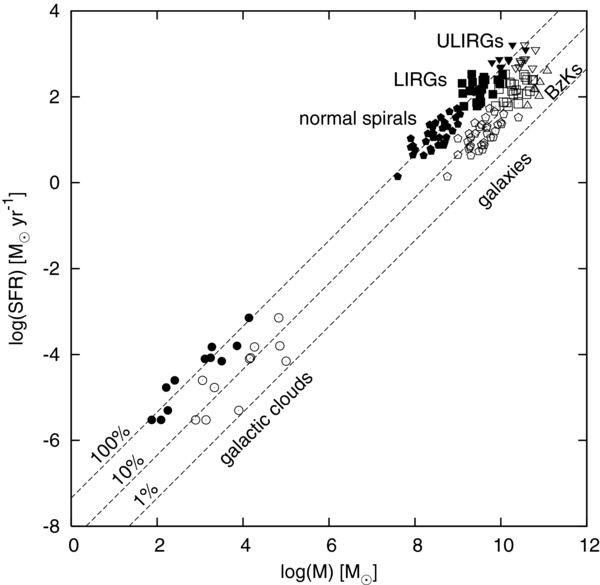 4
2
0
-2
-4
-6
-8
0
2
4
6
8
10
12
log(SFR) [M⊙ yr-1]
log(M) [M⊙]
ULIRGs
LIRGs
normal spirals
BzKs
galaxies
galactic clouds
100%
10%
1%